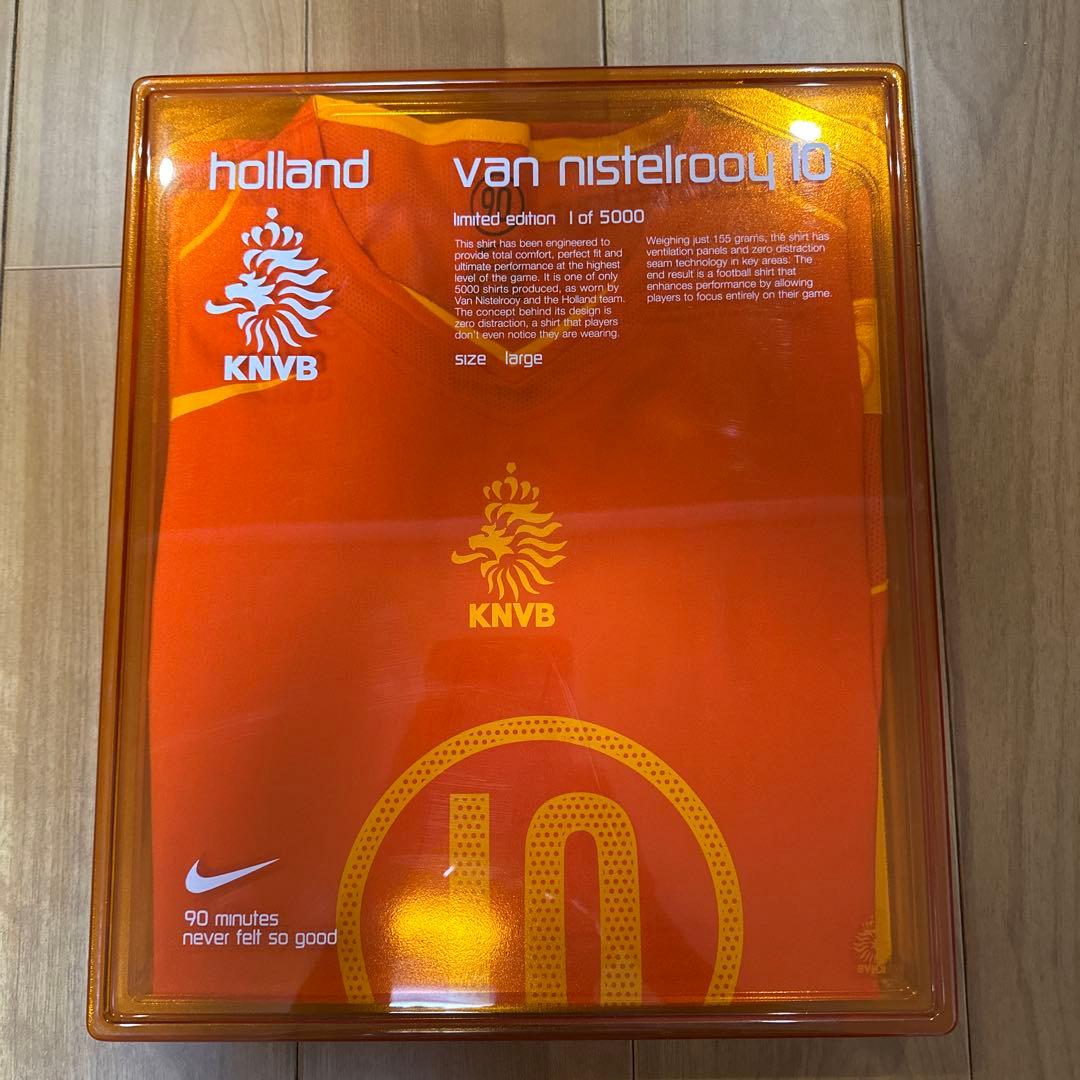 holland
KNVB
van nistelrooy 10
limited edition 1 of 5000
This shirt has been engineered to
provide total comfort, perfect fit and
ultimate performance at the highest
level of the game. It is one of only
5000 shirts produced, as worn by
Van Nistelrooy and the Holland team.
The concept behind its design is
zero distraction, a shirt that players
don't even notice they are wearing.
Weighing just 155 grams, the shirt has
ventilation panels and zero distraction
seam technology in key areas. The
end result is a football shirt that
enhances performance by allowing
players to focus entirely on their game.
size large
90
KNVB
10
90 minutes
never felt so good
KNVB